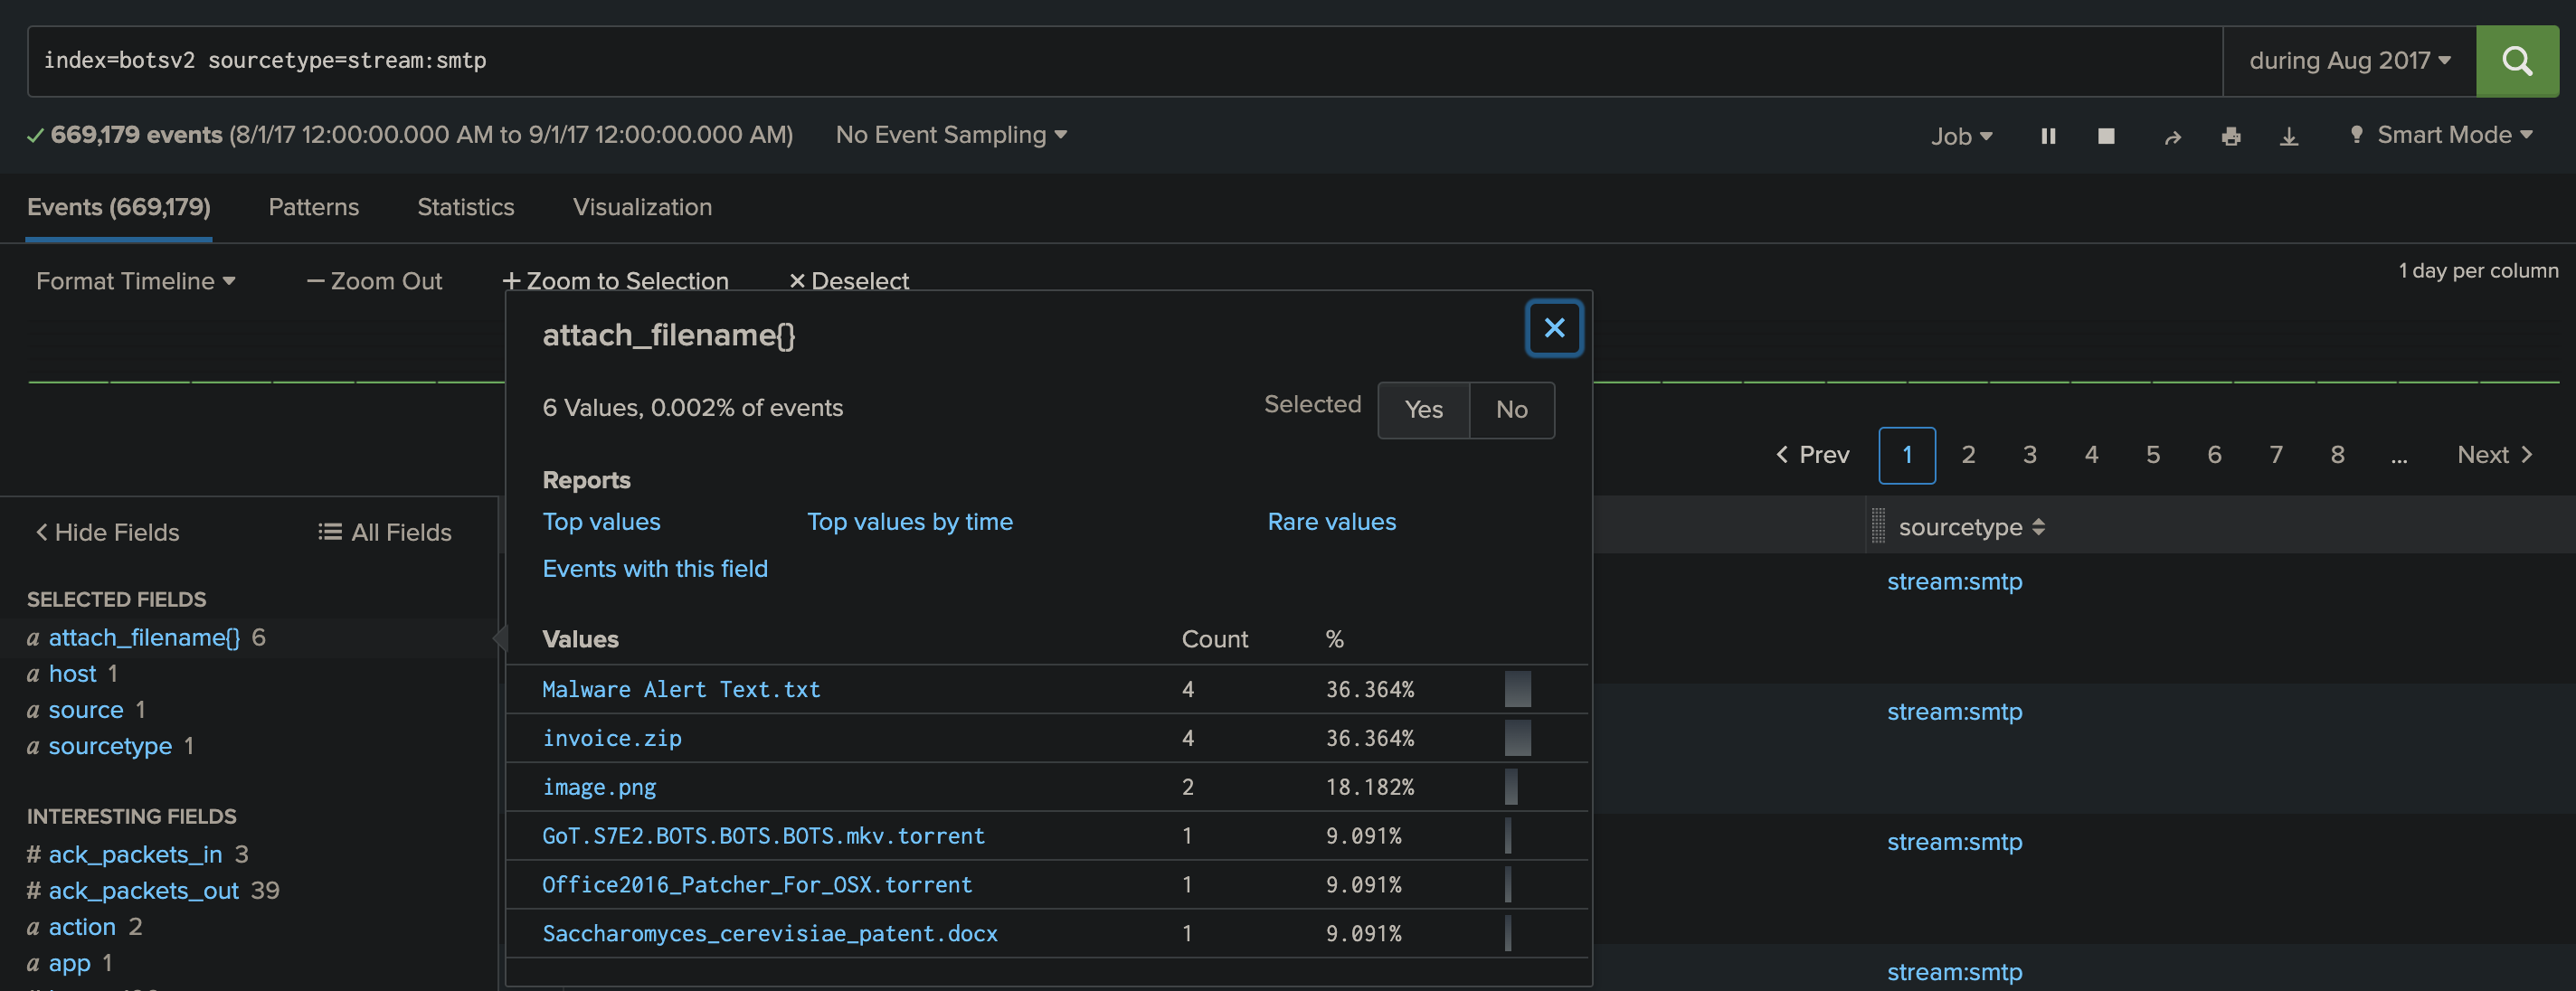 index=botsv2 sourcetype=stream:smtp
during Aug 2017
669,179 events (8/1/17 12:00:00.000 AM to 9/1/17 12:00:00.000 AM) No Event Sampling
Job Smart Mode
Events (669,179) Patterns Statistics Visualization
Format Timeline — Zoom Out + Zoom to Selection × Deselect
1 day per column
attach_filename{}
6 Values, 0.002% of events
Selected Yes No
Reports
Top values Top values by time Rare values
Events with this field
Values Count %
Malware Alert Text.txt 4 36.364%
invoice.zip 4 36.364%
image.png 2 18.182%
GoT.S7E2.BOTS.BOTS.BOTS.mkv.torrent 1 9.091%
Office2016_Patcher_For_OSX.torrent 1 9.091%
Saccharomyces_cerevisiae_patent.docx 1 9.091%
< Prev 1 2 3 4 5 6 7 8 ... Next >
< Hide Fields All Fields
SELECTED FIELDS
a attach_filename{} 6
a host 1
a source 1
a sourcetype 1
INTERESTING FIELDS
# ack_packets_in 3
# ack_packets_out 39
a action 2
a app 1
sourcetype
stream:smtp
stream:smtp
stream:smtp
stream:smtp